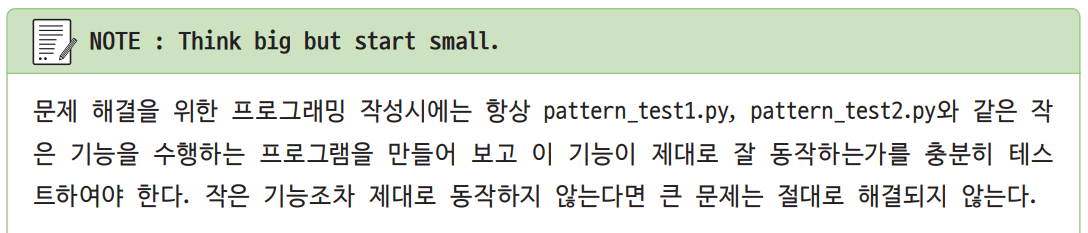 NOTE : Think big but start small.
문제 해결을 위한 프로그래밍 작성시에는 항상 pattern_test1.py, pattern_test2.py와 같은 작
은 기능을 수행하는 프로그램을 만들어 보고 이 기능이 제대로 잘 동작하는가를 충분히 테스
트하여야 한다. 작은 기능조차 제대로 동작하지 않는다면 큰 문제는 절대로 해결되지 않는다.